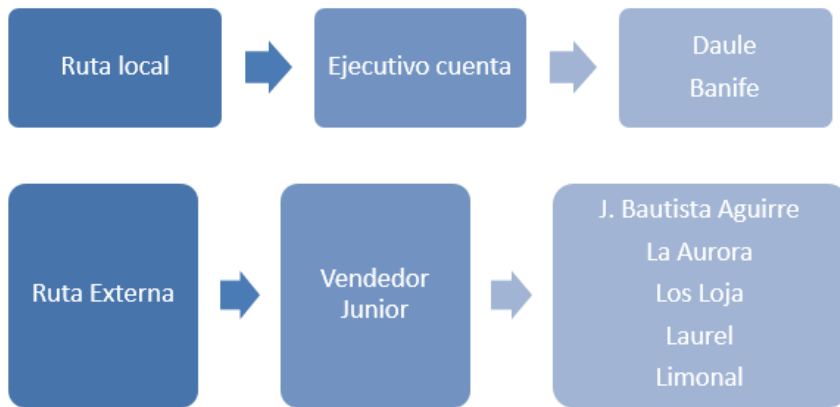 Ruta local
Ejecutivo cuenta
Daule
Banife
Ruta Externa
Vendedor
Junior
J. Bautista Aguirre
La Aurora
Los Loja
Laurel
Limonal